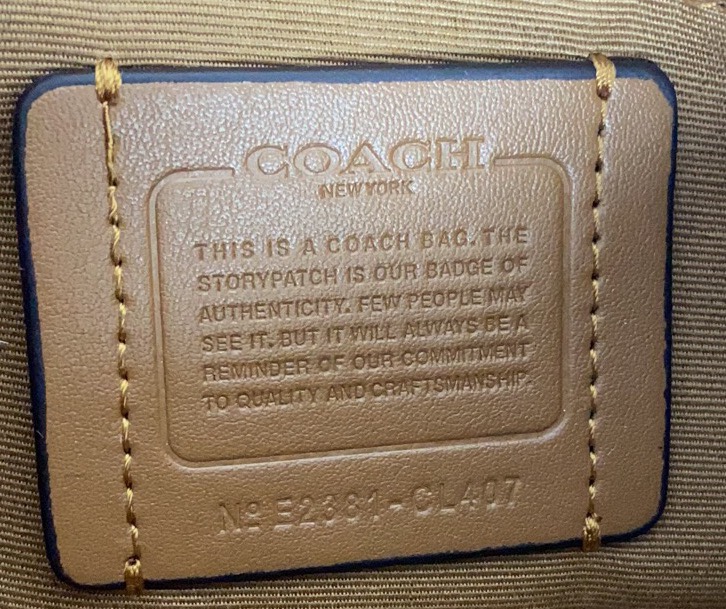 COACH
NEW YORK
THIS IS A COACH BAG. THE
STORYPATCH IS OUR BADGE OF
AUTHENTICITY. FEW PEOPLE MAY
SEE IT. BUT IT WILL ALWAYS BE A
REMINDER OF OUR COMMITMENT
TO QUALITY AND CRAFTSMANSHIP.
Nº E2381-CL407